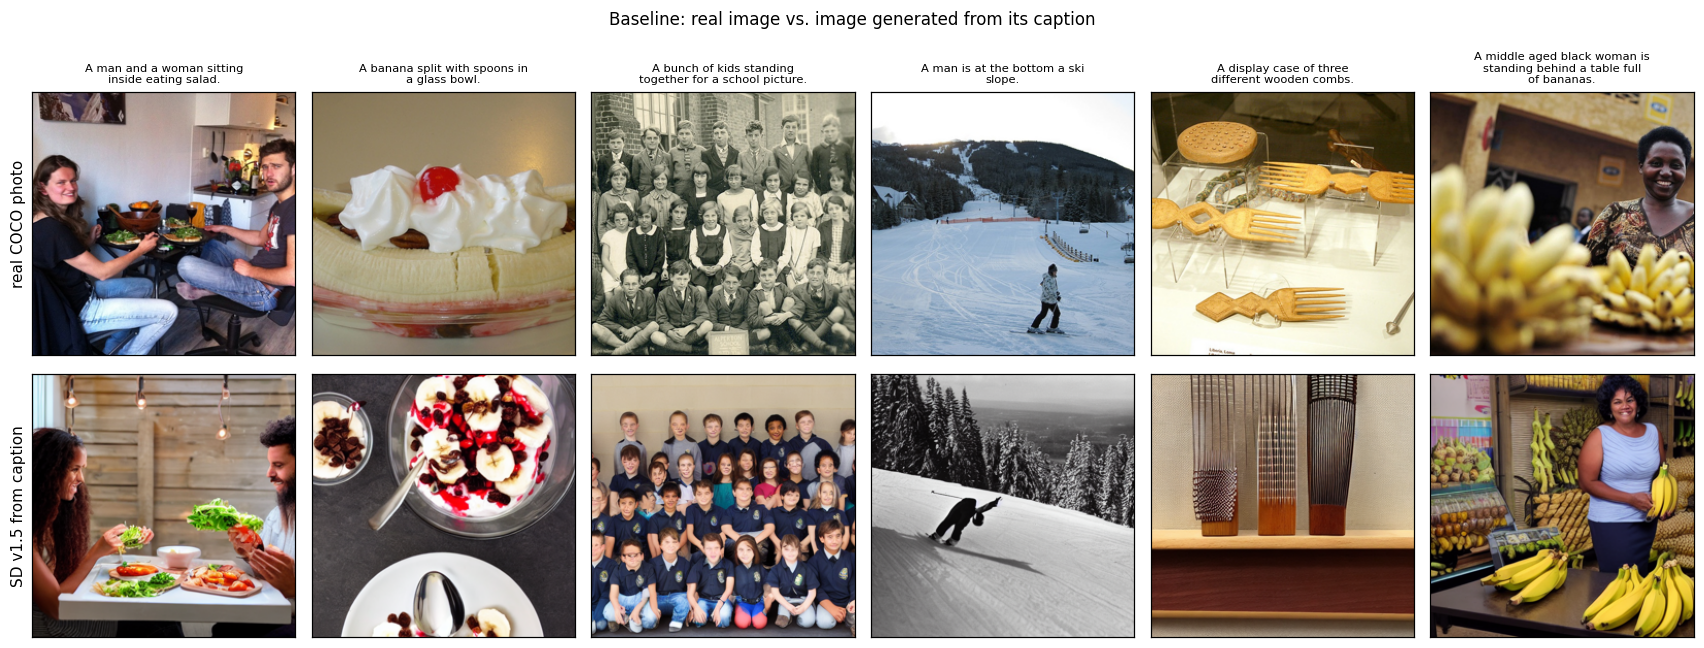 Baseline: real image vs. image generated from its caption
A man and a woman sitting
inside eating salad.
A banana split with spoons in
a glass bowl.
A bunch of kids standing
together for a school picture.
A man is at the bottom a ski
slope.
A display case of three
different wooden combs.
A middle aged black woman is
standing behind a table full
of bananas.
real COCO photo
SD v1.5 from caption